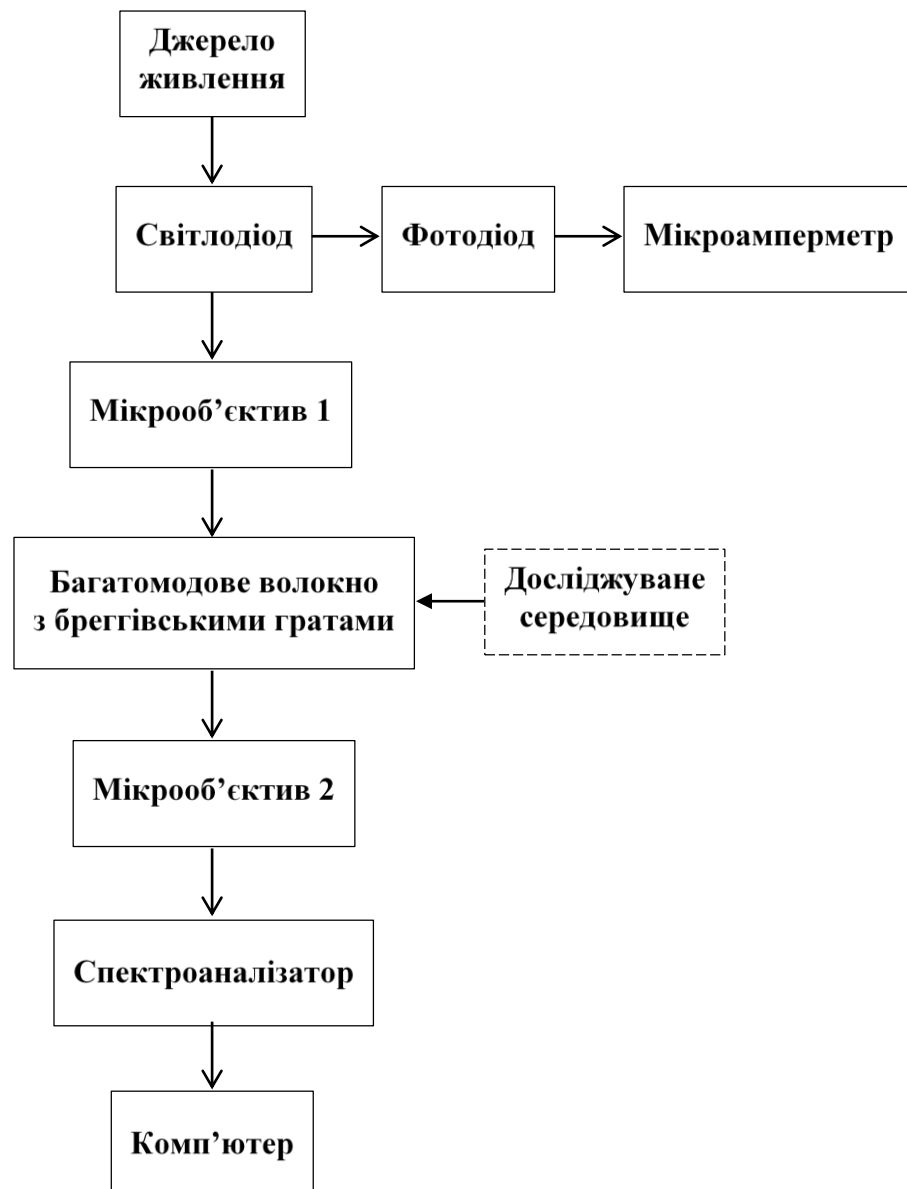 Джерело
живлення
Світлодіод
Фотодіод
Мікроамперметр
Мікрооб’єктив 1
Багатомодове волокно
з бреггівськими гратами
Досліджуване
середовище
Мікрооб’єктив 2
Спектроаналізатор
Комп’ютер